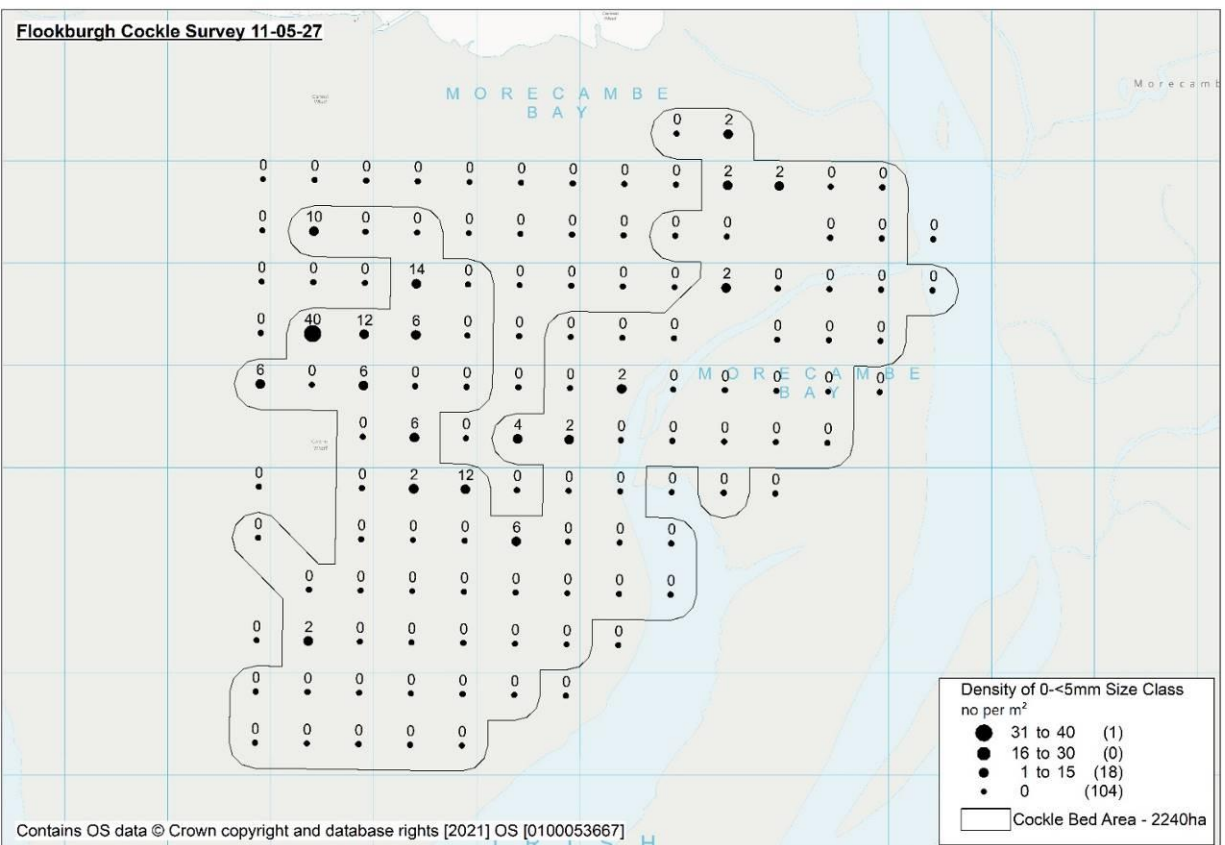 Flookburgh Cockle Survey 11-05-27
MORECAMBE
BAY
Morecamb
0 2
0 0 0 0 0 0 0 0 0 2 2 0 0
0 10 0 0 0 0 0 0 0 0 0 0 0
0 0 0 14 0 0 0 0 0 2 0 0 0 0
0 40 12 6 0 0 0 0 0 0 0 0
6 0 6 0 0 0 0 2 0 0 0 0 0
MORECAMBE
BAY
0 6 0 4 2 0 0 0 0 0
0 0 2 12 0 0 0 0 0 0
0 0 0 0 6 0 0 0
0 0 0 0 0 0 0 0
0 2 0 0 0 0 0 0
0 0 0 0 0 0 0
0 0 0 0 0
Density of 0-<5mm Size Class
no per m²
31 to 40 (1)
16 to 30 (0)
1 to 15 (18)
0 (104)
Cockle Bed Area - 2240ha
Contains OS data © Crown copyright and database rights [2021] OS [0100053667]